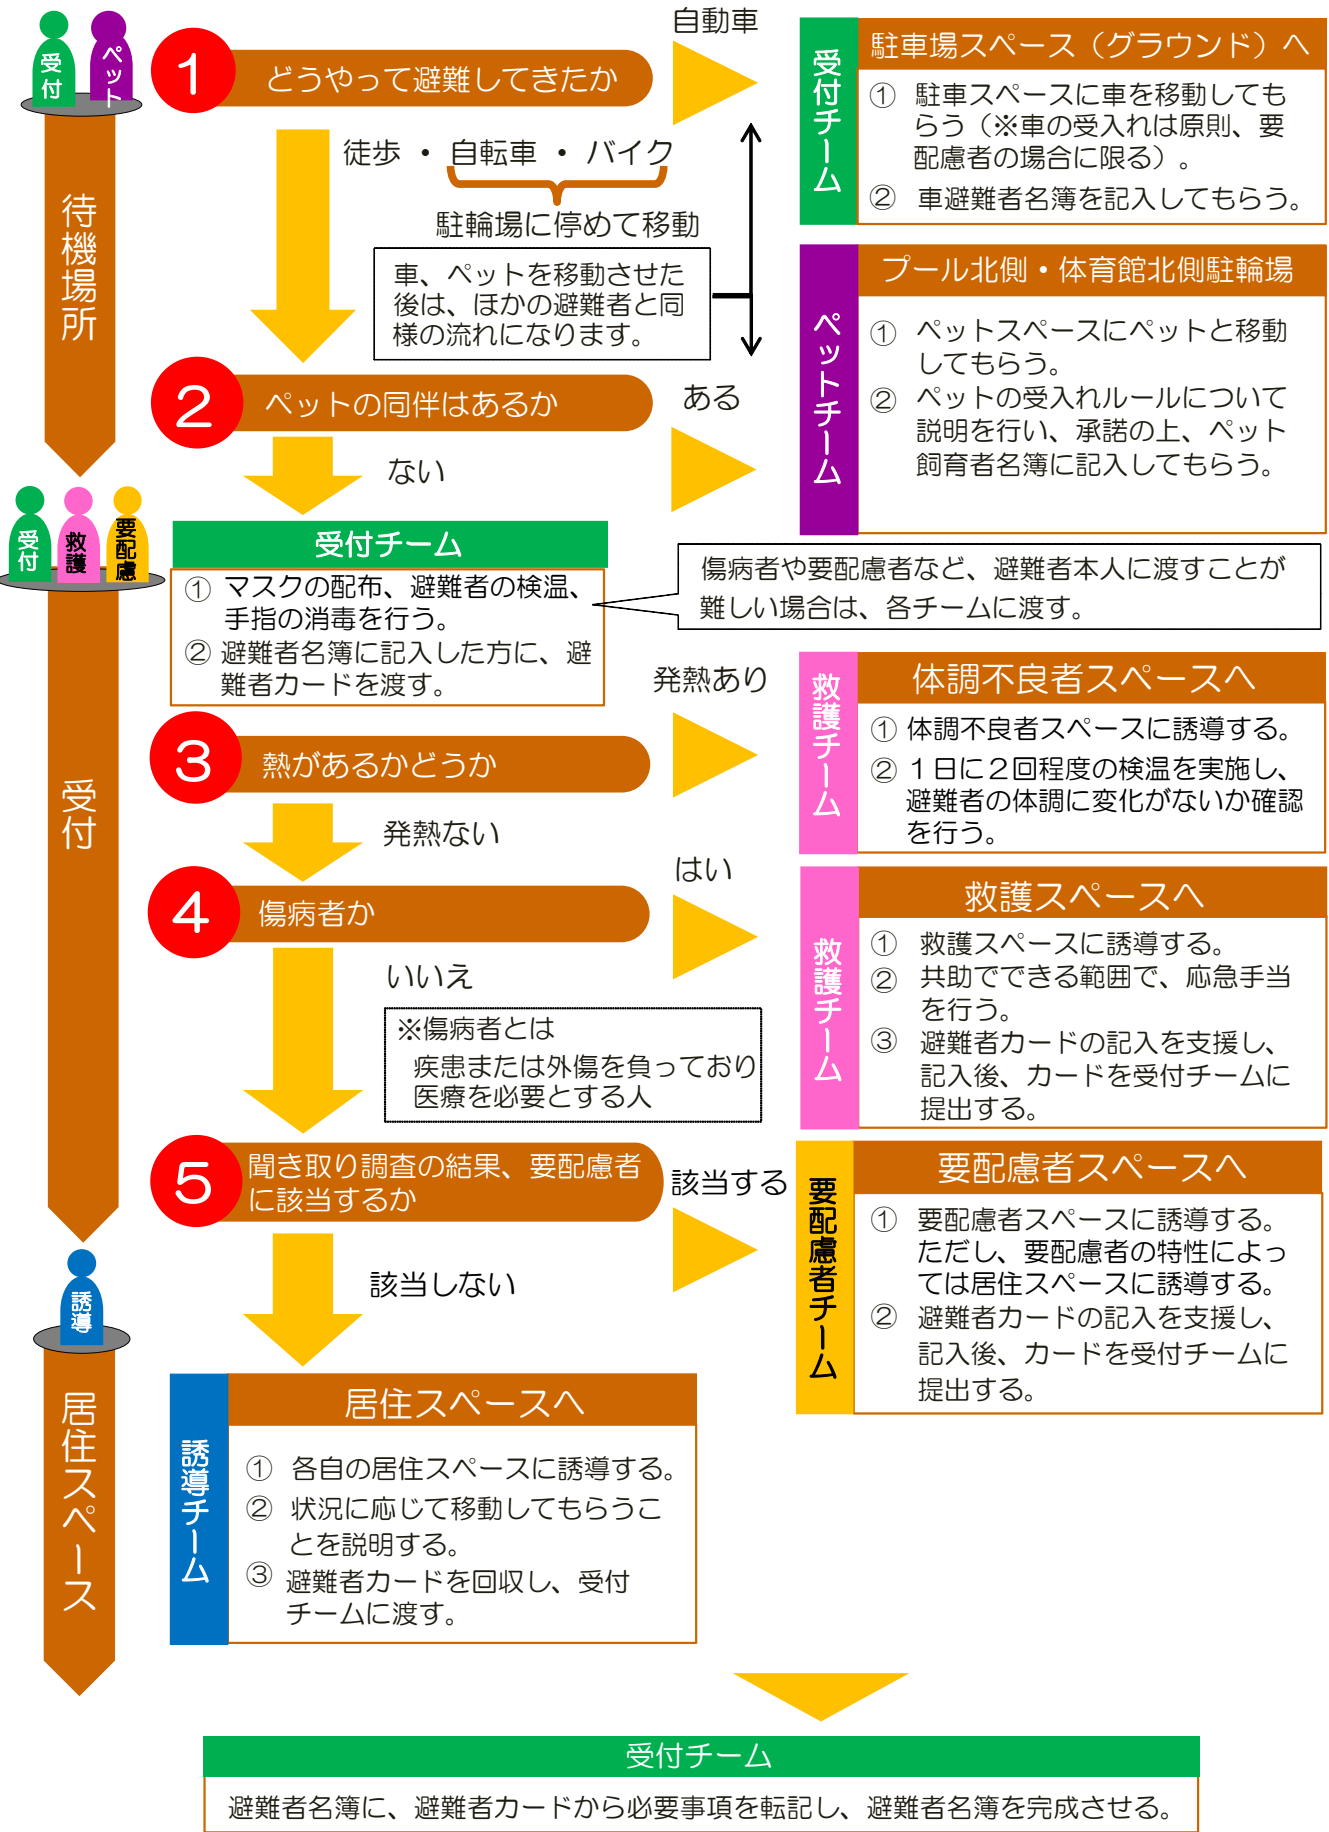 受付
ペット
待機場所
1
どうやって避難してきたか
自動車
徒歩 ・ 自転車 ・ バイク
駐輪場に停めて移動
車、ペットを移動させた
後は、ほかの避難者と同
様の流れになります。
受付チーム
駐車場スペース（グラウンド）へ
① 駐車スペースに車を移動しても
らう（※車の受入れは原則、要
配慮者の場合に限る）。
② 車避難者名簿を記入してもらう。
2
ペットの同伴はあるか
ある
ない
ペットチーム
プール北側・体育館北側駐輪場
① ペットスペースにペットと移動
してもらう。
② ペットの受入れルールについて
説明を行い、承諾の上、ペット
飼育者名簿に記入してもらう。
受付
救護
要配慮
受付
受付チーム
① マスクの配布、避難者の検温、
手指の消毒を行う。
② 避難者名簿に記入した方に、避
難者カードを渡す。
傷病者や要配慮者など、避難者本人に渡すことが
難しい場合は、各チームに渡す。
3
熱があるかどうか
発熱あり
発熱ない
救護チーム
体調不良者スペースへ
① 体調不良者スペースに誘導する。
② １日に２回程度の検温を実施し、
避難者の体調に変化がないか確認
を行う。
4
傷病者か
はい
いいえ
※傷病者とは
疾患または外傷を負っており
医療を必要とする人
救護チーム
救護スペースへ
① 救護スペースに誘導する。
② 共助でできる範囲で、応急手当
を行う。
③ 避難者カードの記入を支援し、
記入後、カードを受付チームに
提出する。
5
聞き取り調査の結果、要配慮者
に該当するか
該当する
該当しない
要配慮者チーム
要配慮者スペースへ
① 要配慮者スペースに誘導する。
ただし、要配慮者の特性によっ
ては居住スペースに誘導する。
② 避難者カードの記入を支援し、
記入後、カードを受付チームに
提出する。
誘導
居住スペース
誘導チーム
居住スペースへ
① 各自の居住スペースに誘導する。
② 状況に応じて移動してもらうこ
とを説明する。
③ 避難者カードを回収し、受付
チームに渡す。
受付チーム
避難者名簿に、避難者カードから必要事項を転記し、避難者名簿を完成させる。